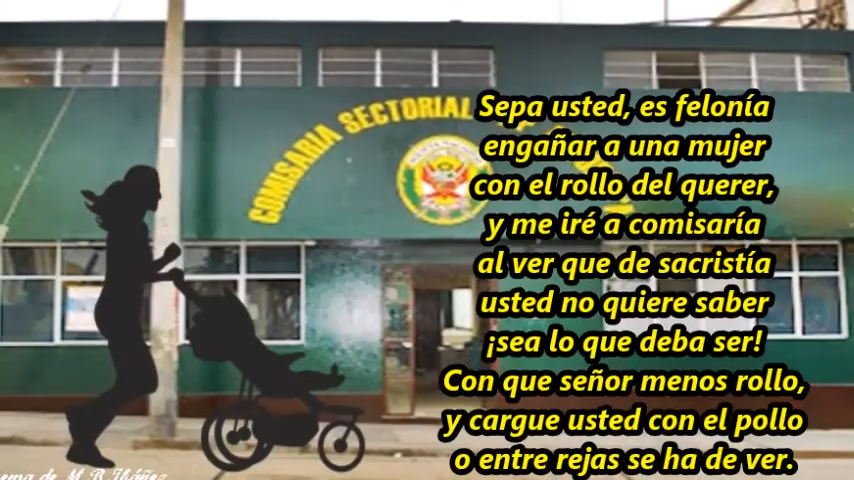 COMISARIA SECTORIAL
Sepa usted, es felonía
engañar a una mujer
con el rollo del querer,
y me iré a comisaría
al ver que de sacristía
usted no quiere saber
¡sea lo que deba ser!
Con que señor menos rollo,
y cargue usted con el pollo
o entre rejas se ha de ver.
de M.B.Ibáñez